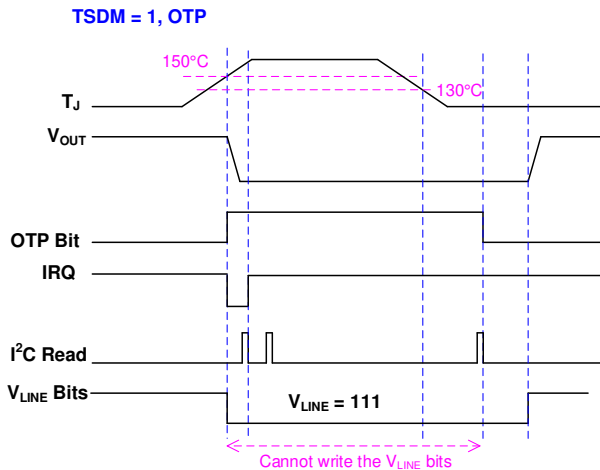 TSDM = 1, OTP
150°C
130°C
TJ
VOUT
OTP Bit
IRQ
I²C Read
VLINE Bits
VLINE = 111
Cannot write the VLINE bits